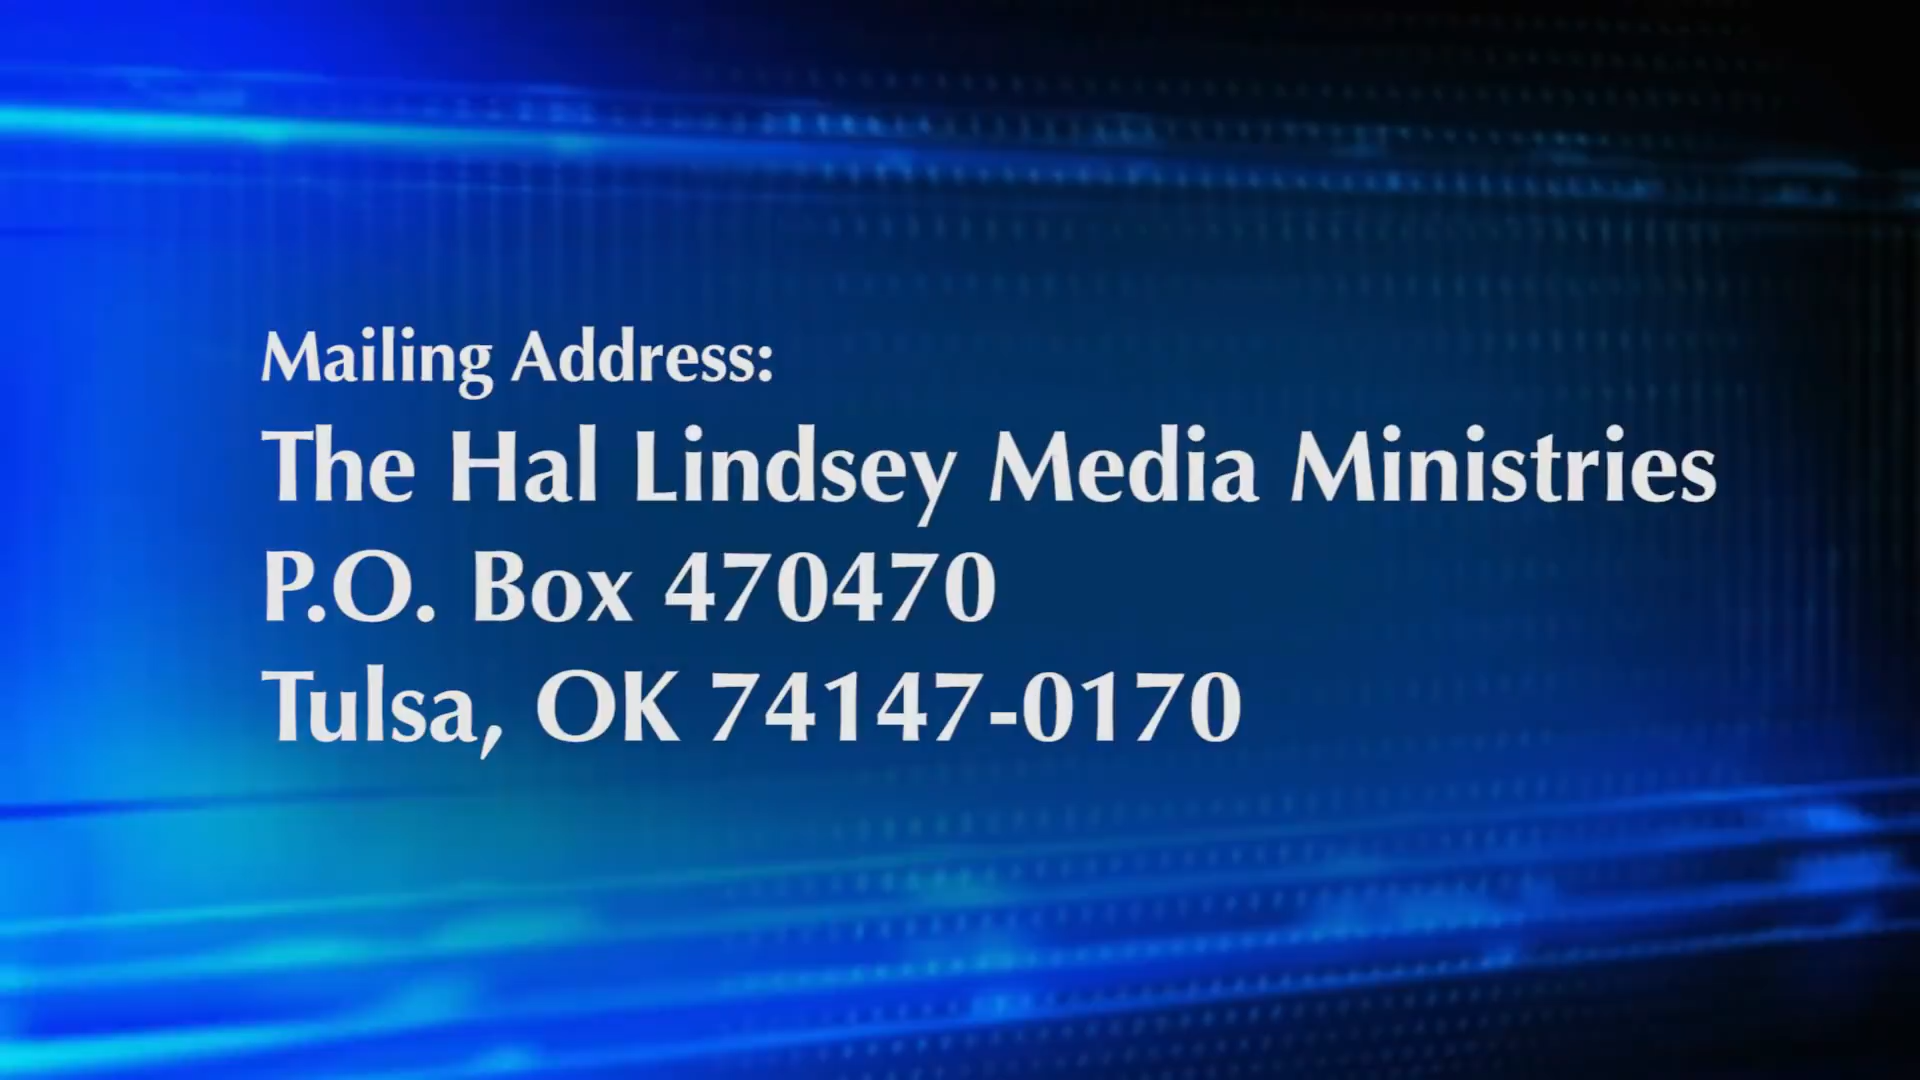 Mailing Address:
The Hal Lindsey Media Ministries
P.O. Box 470470
Tulsa, OK 74147-0170